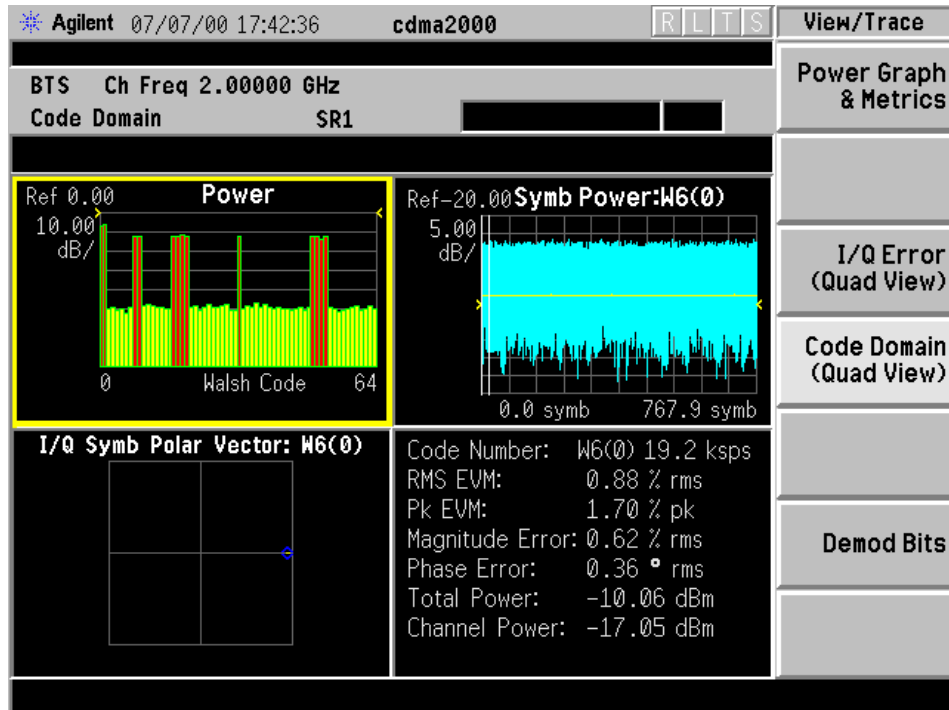 Agilent 07/07/00 17:42:36 cdma2000 R L T S View/Trace
BTS Ch Freq 2.00000 GHz
Code Domain SR1
Power Graph
& Metrics
Ref 0.00 Power
10.00
dB/
0 Walsh Code 64
Ref-20.00 Symb Power:W6(0)
5.00
dB/
0.0 symb 767.9 symb
I/Q Error
(Quad View)
Code Domain
(Quad View)
I/Q Symb Polar Vector: W6(0)
Code Number: W6(0) 19.2 ksps
RMS EVM: 0.88 % rms
Pk EVM: 1.70 % pk
Magnitude Error: 0.62 % rms
Phase Error: 0.36 ° rms
Total Power: -10.06 dBm
Channel Power: -17.05 dBm
Demod Bits